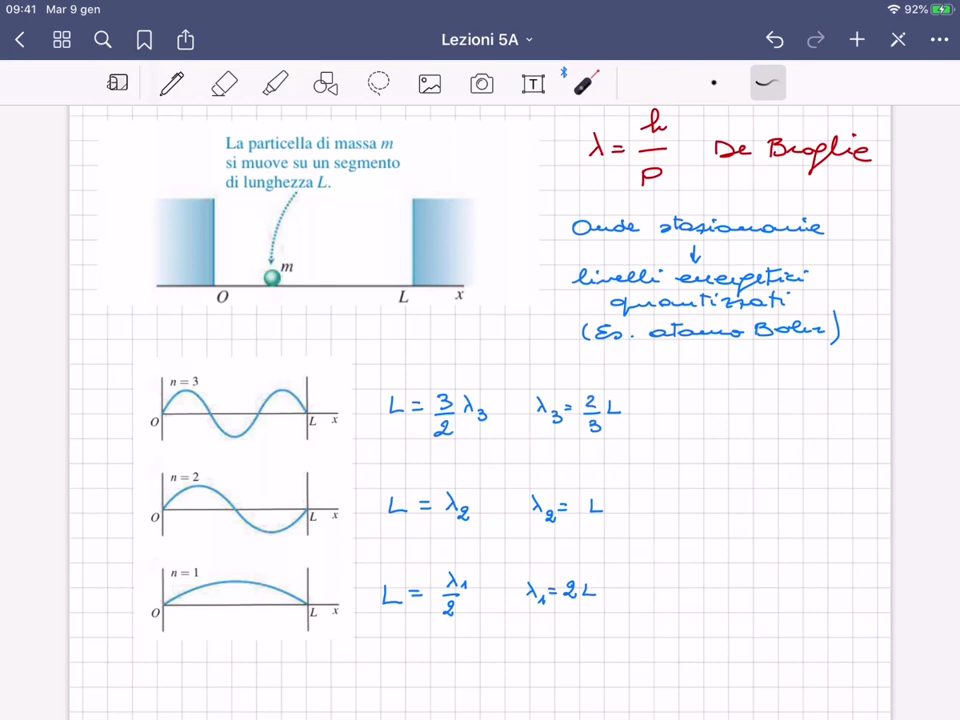 09:41 Mar 9 gen
92%
Lezioni 5A
T
La particella di massa m
si muove su un segmento
di lunghezza L.
m
O L x
λ = h/p De Broglie
Onde stazionarie
↓
livelli energetici
quantizzati
(Es. atomo Bohr)
n = 3
O L x
L = 3/2 λ₃ λ₃ = 2/3 L
n = 2
O L x
L = λ₂ λ₂ = L
n = 1
O L x
L = λ₁/2 λ₁ = 2L